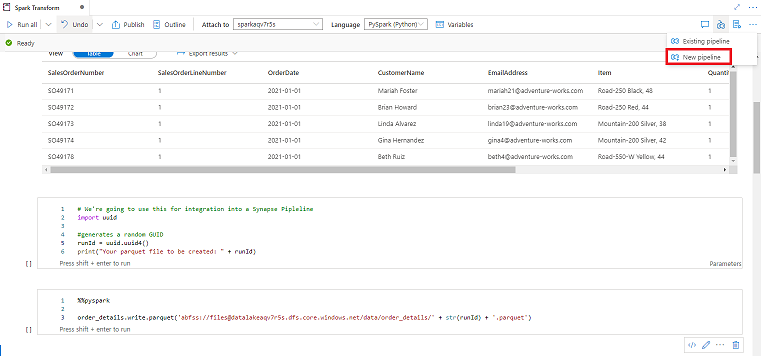 Spark Transform
Run all Undo Publish Outline Attach to sparkaqv7r5s Language PySpark (Python) Variables
Existing pipeline
Ready
New pipeline
View Table Chart Export results
SalesOrderNumber SalesOrderLineNumber OrderDate CustomerName EmailAddress Item Quantit
SO49171 1 2021-01-01 Mariah Foster mariah21@adventure-works.com Road-250 Black, 48 1
SO49172 1 2021-01-01 Brian Howard brian23@adventure-works.com Road-250 Red, 44 1
SO49173 1 2021-01-01 Linda Alvarez linda19@adventure-works.com Mountain-200 Silver, 38 1
SO49174 1 2021-01-01 Gina Hernandez gina4@adventure-works.com Mountain-200 Silver, 42 1
SO49178 1 2021-01-01 Beth Ruiz beth4@adventure-works.com Road-550-W Yellow, 44 1
1 # We're going to use this for integration into a Synapse Pipleline
2 import uuid
3
4 #generates a random GUID
5 runId = uuid.uuid4()
6 print("Your parquet file to be created: " + runId)
[ ] Press shift + enter to run Parameters
1 %%pyspark
2
3 order_details.write.parquet('abfss://files@datalakeaqv7r5s.dfs.core.windows.net/data/order_details/" + str(runId) + ".parquet")
[ ] Press shift + enter to run